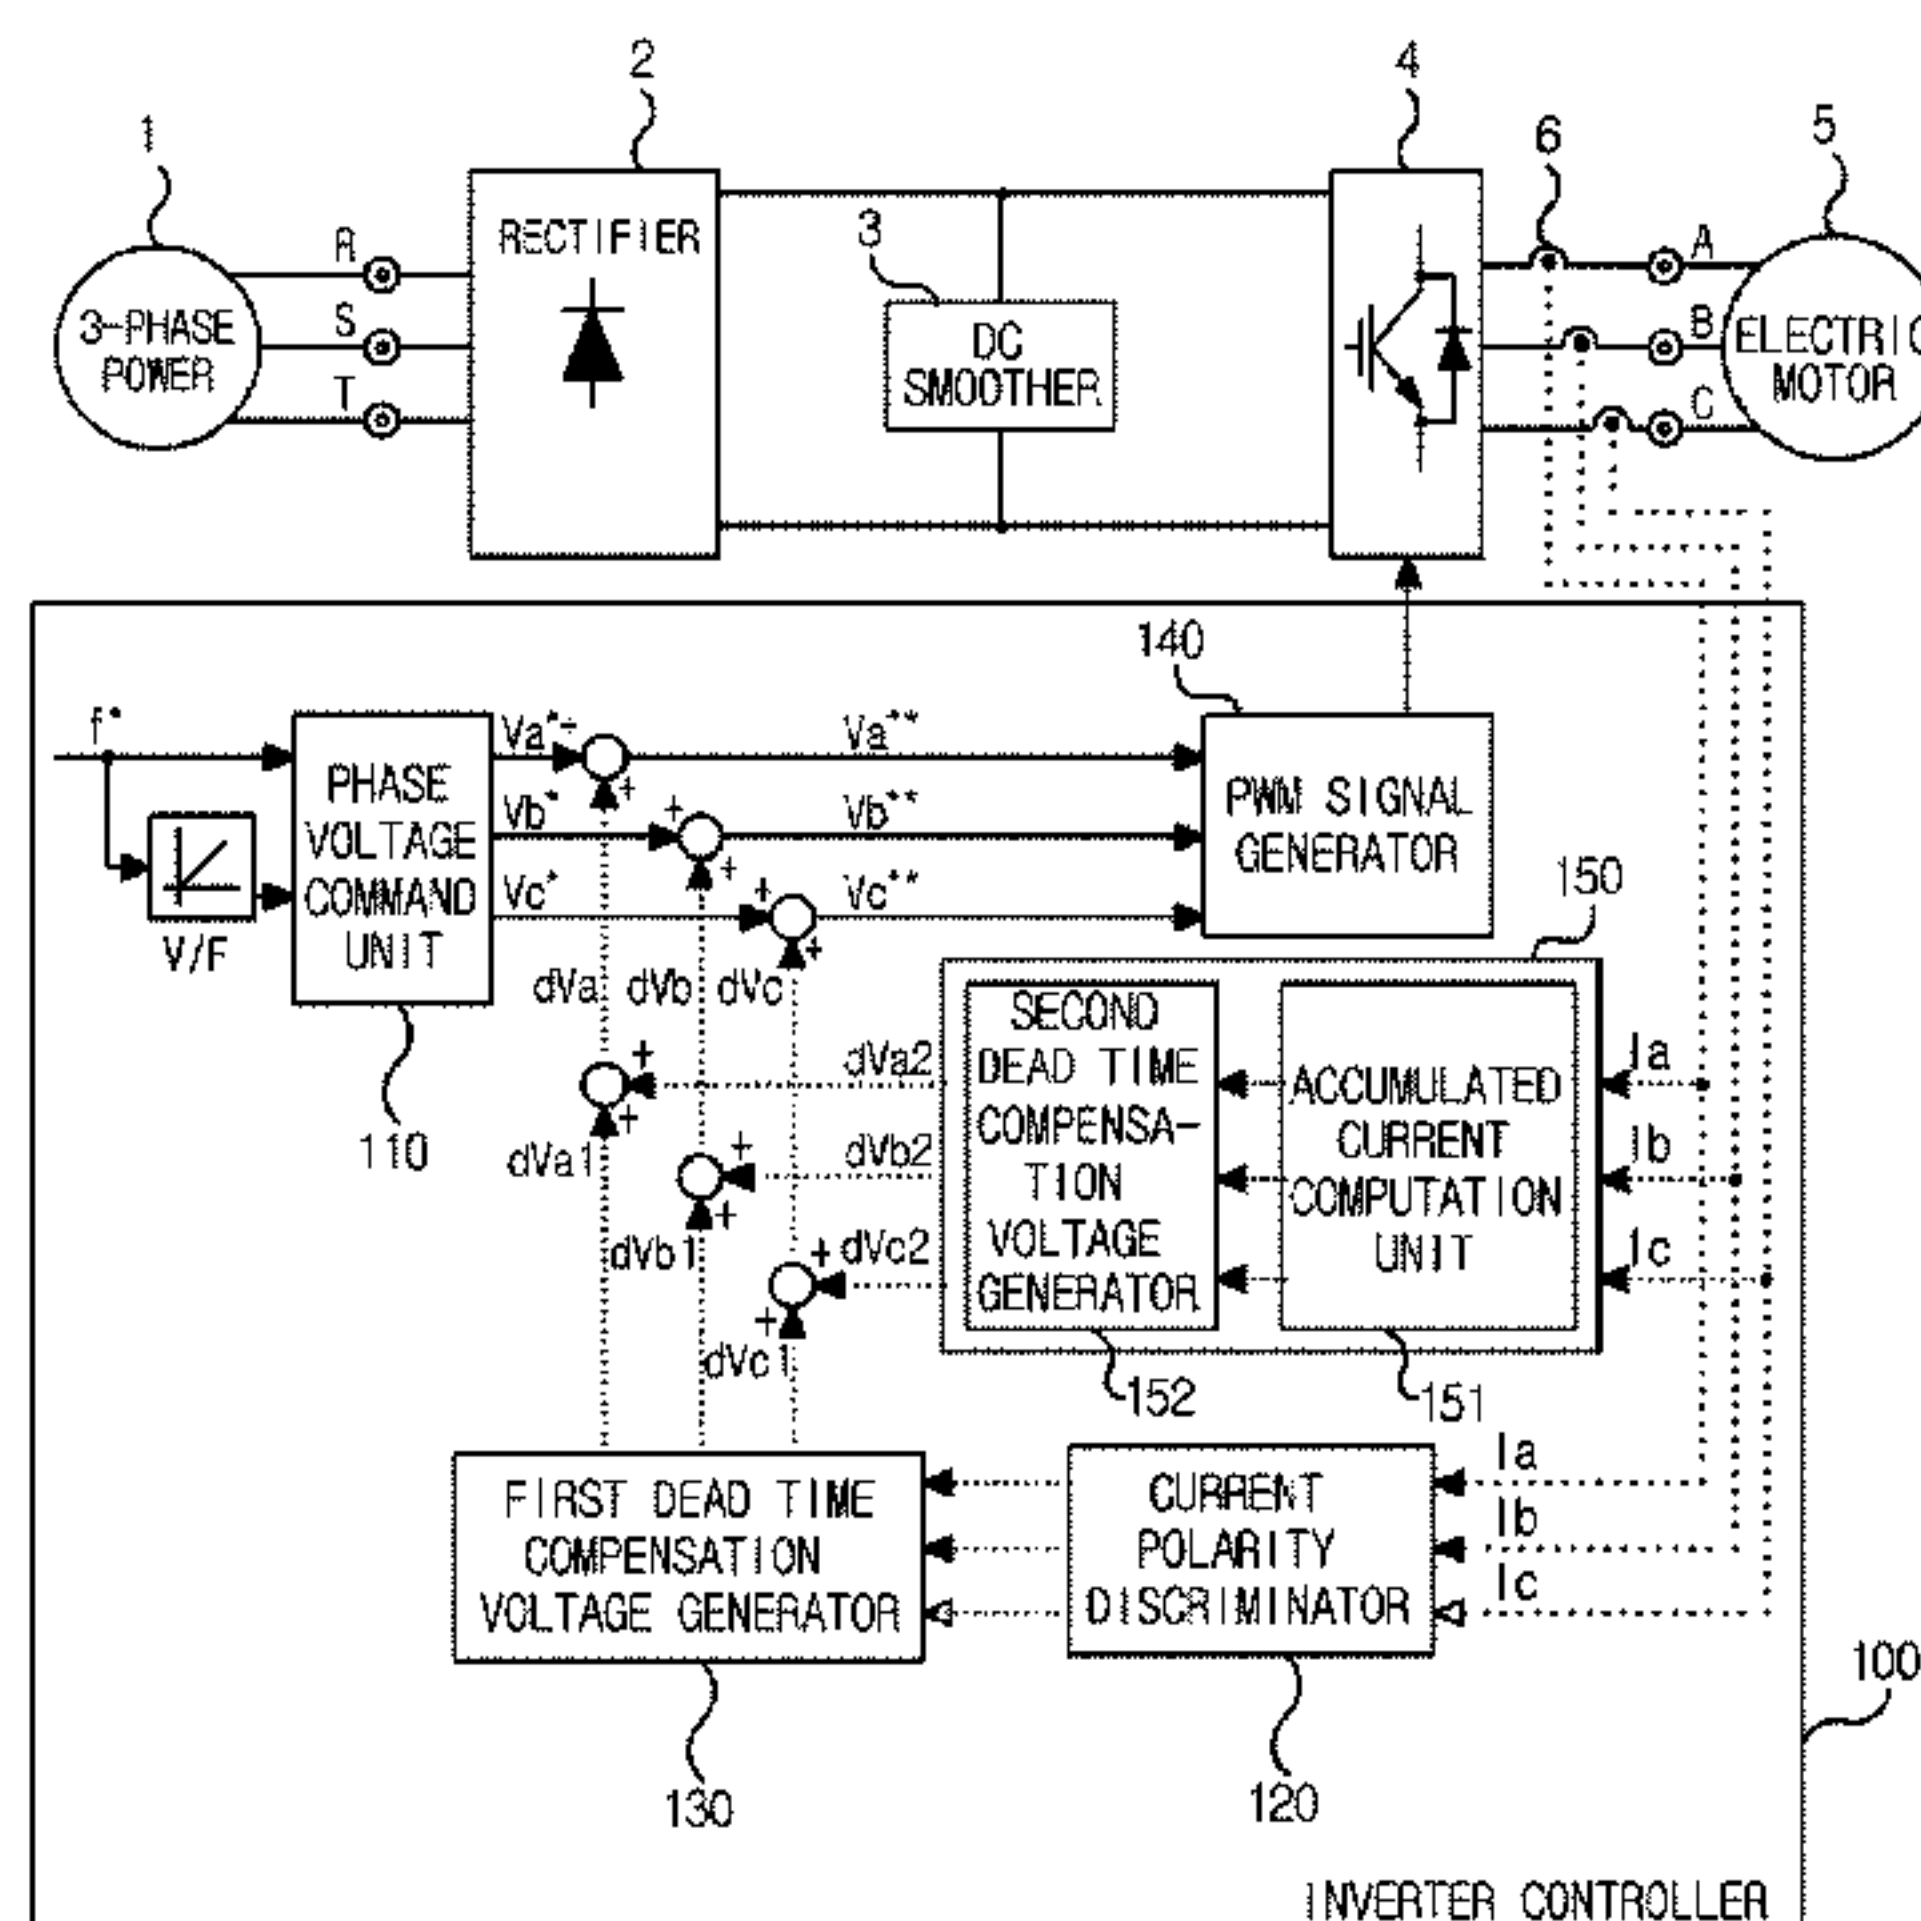 1
2
4
6
5
3
RECTIFIER
A
S
T
3-PHASE
POWER
DC
SMOOTHER
A
B
C
ELECTRIC
MOTOR
140
f*
Va*+
Va**
+
PHASE
VOLTAGE
COMMAND
UNIT
Vb*
+
Vb**
+
PWM SIGNAL
GENERATOR
Vc*
+
Vc**
+
V/F
150
110
dVa
dVb
dVc
SECOND
DEAD TIME
COMPENSA-
TION
VOLTAGE
GENERATOR
ACCUMULATED
CURRENT
COMPUTATION
UNIT
Ia
Ib
Ic
+
dVa2
+
dVa1
+
dVb2
+
dVb1
+
dVc2
+
dVc1
152
151
FIRST DEAD TIME
COMPENSATION
VOLTAGE GENERATOR
CURRENT
POLARITY
DISCRIMINATOR
Ia
Ib
Ic
100
130
120
INVERTER CONTROLLER